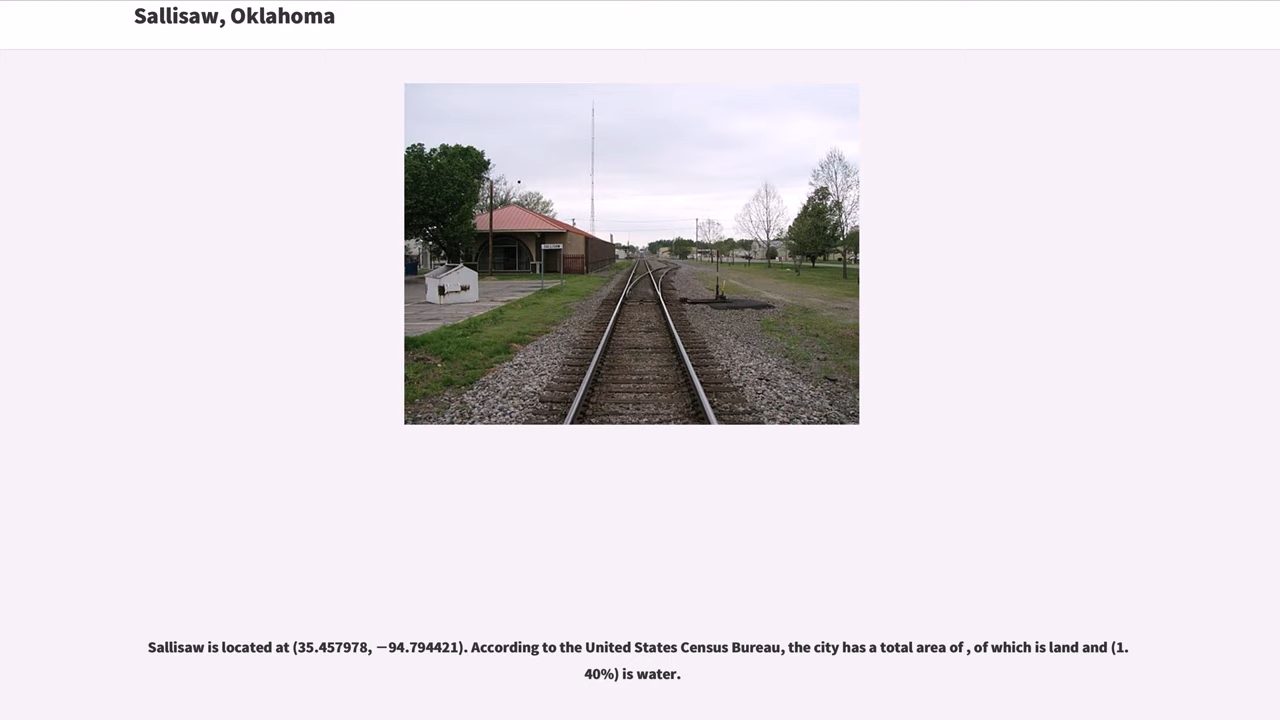 Sallisaw, Oklahoma
Sallisaw is located at (35.457978, −94.794421). According to the United States Census Bureau, the city has a total area of , of which is land and (1.
40%) is water.